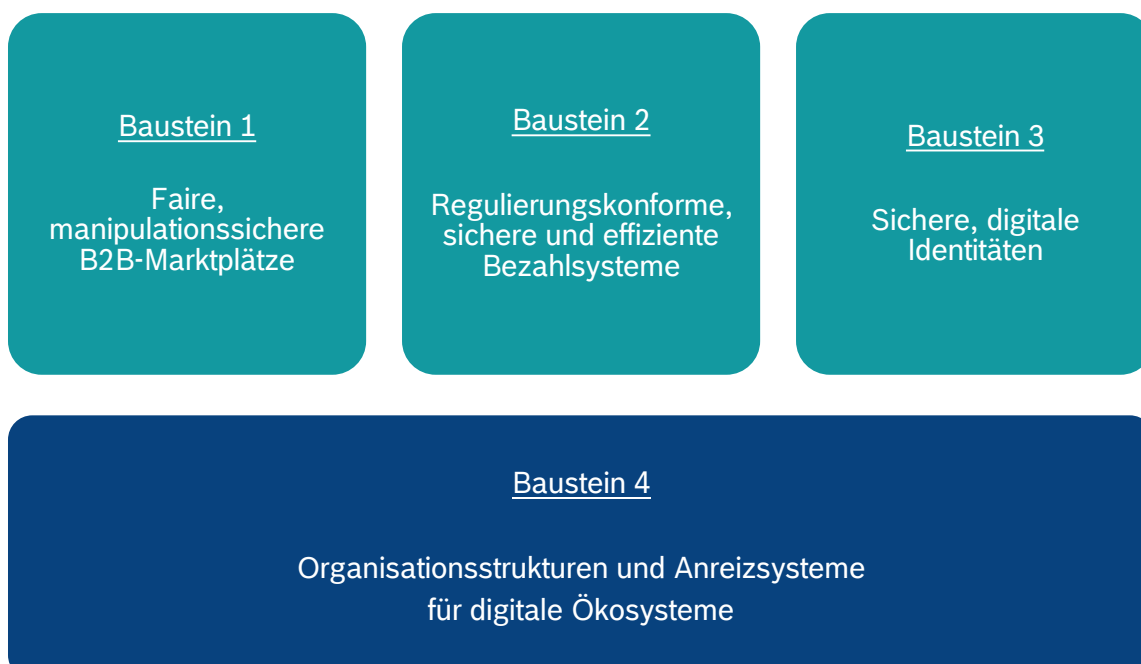 Baustein 1
Faire,
manipulationssichere
B2B-Marktplätze
Baustein 2
Regulierungskonforme,
sichere und effiziente
Bezahlsysteme
Baustein 3
Sichere, digitale
Identitäten
Baustein 4
Organisationsstrukturen und Anreizsysteme
für digitale Ökosysteme